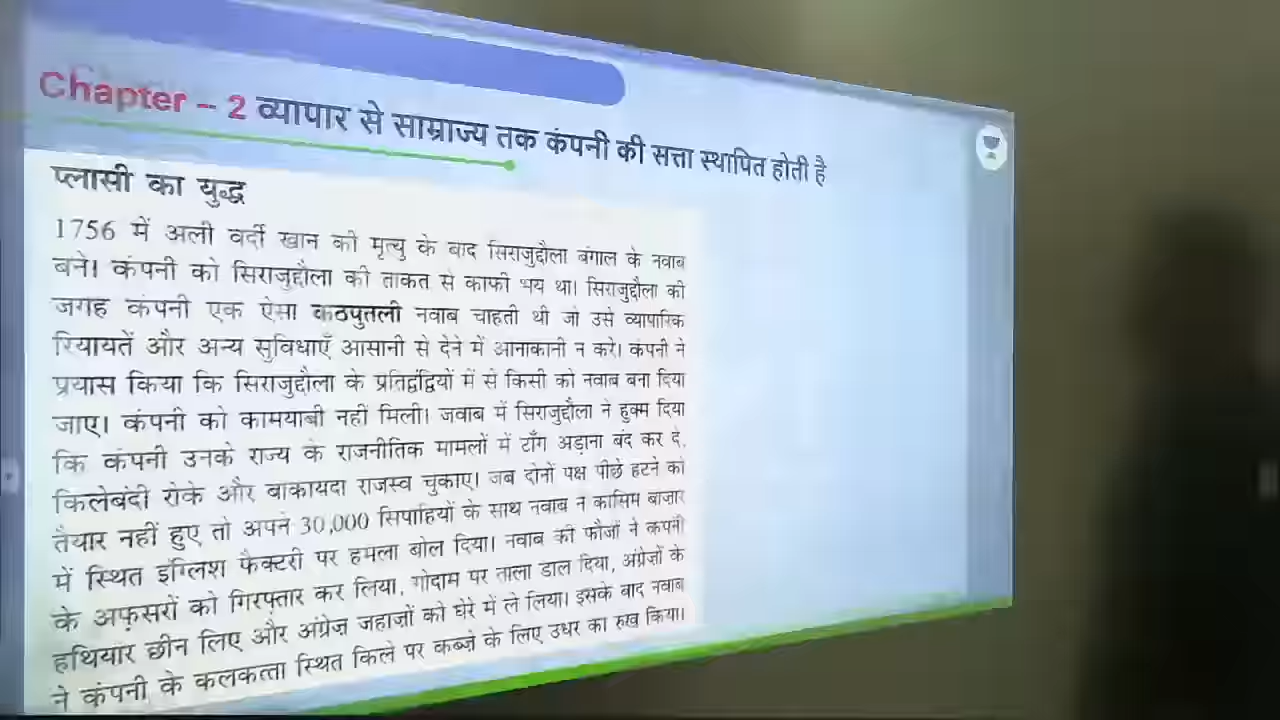 Chapter – 2 व्यापार से साम्राज्य तक कंपनी की सत्ता स्थापित होती है
प्लासी का युद्ध
1756 में अली वर्दी खान की मृत्यु के बाद सिराजुद्दौला बंगाल के नवाब
बने। कंपनी को सिराजुद्दौला की ताकत से काफी भय था। सिराजुद्दौला की
जगह कंपनी एक ऐसा कठपुतली नवाब चाहती थी जो उसे व्यापारिक
रियायतें और अन्य सुविधाएँ आसानी से देने में आनाकानी न करे। कंपनी ने
प्रयास किया कि सिराजुद्दौला के प्रतिद्वंद्वियों में से किसी को नवाब बना दिया
जाए। कंपनी को कामयाबी नहीं मिली। जवाब में सिराजुद्दौला ने हुक्म दिया
कि कंपनी उनके राज्य के राजनीतिक मामलों में टाँग अड़ाना बंद कर दे,
किलेबंदी रोके और बाकायदा राजस्व चुकाए। जब दोनों पक्ष पीछे हटने को
तैयार नहीं हुए तो अपने 30,000 सिपाहियों के साथ नवाब ने कासिम बाज़ार
में स्थित इंग्लिश फैक्टरी पर हमला बोल दिया। नवाब की फौजों ने कंपनी
के अफ़सरों को गिरफ्तार कर लिया, गोदाम पर ताला डाल दिया, अंग्रेज़ों के
हथियार छीन लिए और अंग्रेज़ जहाज़ों को घेरे में ले लिया। इसके बाद नवाब
ने कंपनी के कलकत्ता स्थित किले पर कब्ज़े के लिए उधर का रुख किया।